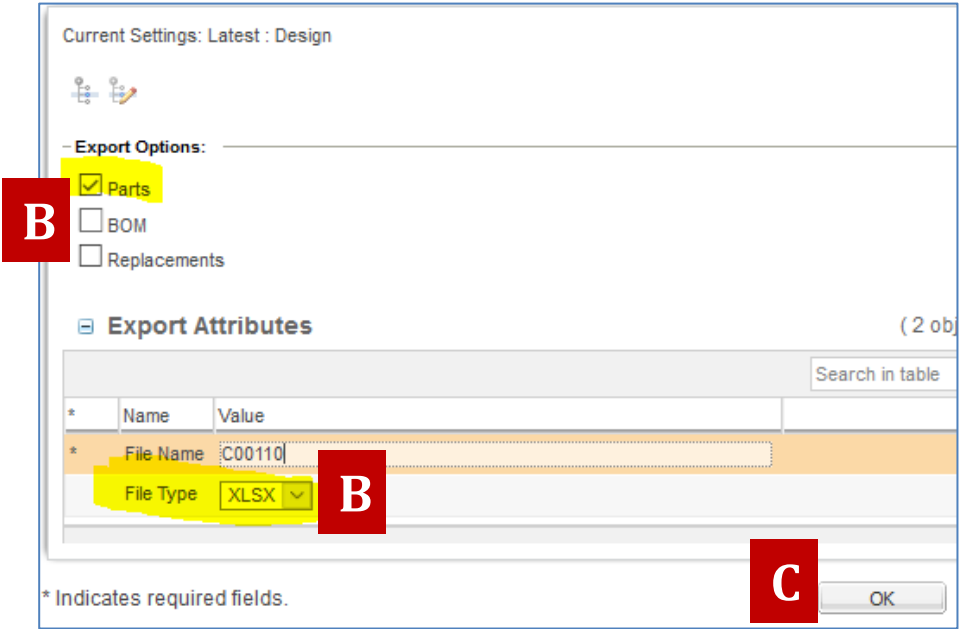 Current Settings: Latest : Design
Export Options:
Parts
B
BOM
Replacements
Export Attributes ( 2 obj
Search in table
* Name Value
* File Name C00110
File Type XLSX B
* Indicates required fields.
C OK